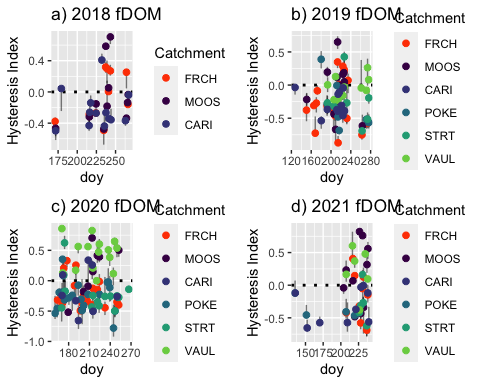 a) 2018 fDOM
Hysteresis Index
0.4
0.0
-0.4
175 200 225 250
doy
Catchment
FRCH
MOOS
CARI
b) 2019 fDOM
Hysteresis Index
0.5
0.0
-0.5
120 160 200 240 280
doy
Catchment
FRCH
MOOS
CARI
POKE
STRT
VAUL
c) 2020 fDOM
Hysteresis Index
0.5
0.0
-0.5
-1.0
180 210 240 270
doy
Catchment
FRCH
MOOS
CARI
POKE
STRT
VAUL
d) 2021 fDOM
Hysteresis Index
0.5
0.0
-0.5
150 175 200 225
doy
Catchment
FRCH
MOOS
CARI
POKE
STRT
VAUL